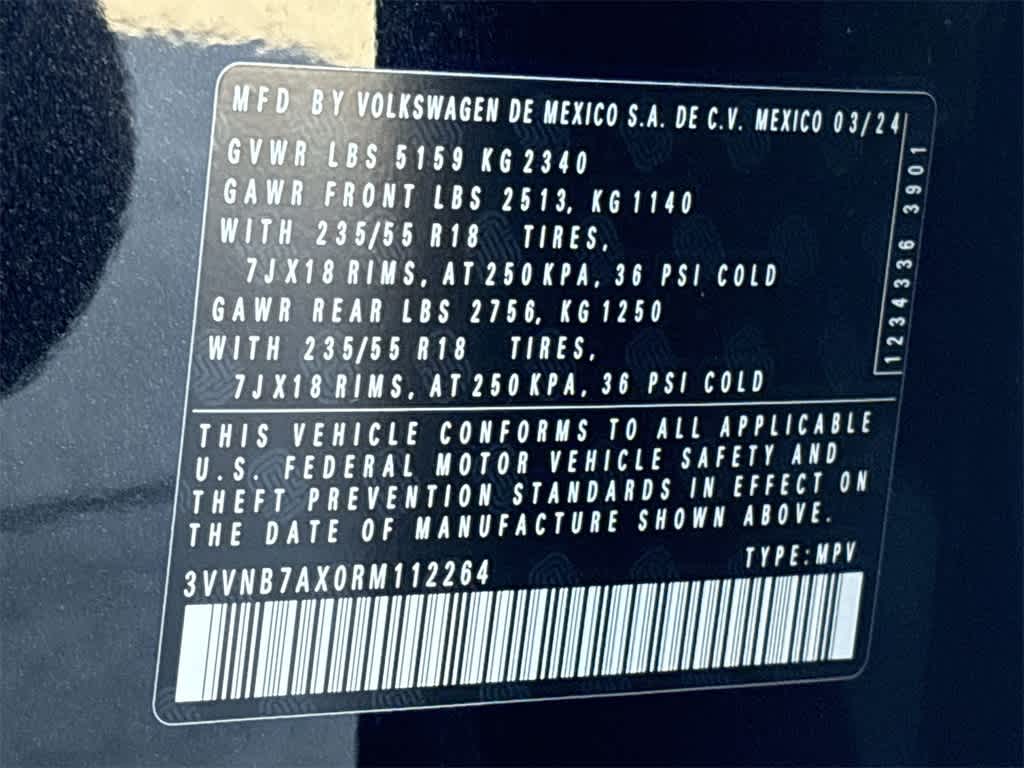 MFD BY VOLKSWAGEN DE MEXICO S.A. DE C.V. MEXICO 03/24
GVWR LBS 5159 KG 2340
GAWR FRONT LBS 2513, KG 1140
WITH 235/55 R18 TIRES,
7JX18 RIMS, AT 250 KPA, 36 PSI COLD
GAWR REAR LBS 2756, KG 1250
WITH 235/55 R18 TIRES,
7JX18 RIMS, AT 250 KPA, 36 PSI COLD
1234336 3901
THIS VEHICLE CONFORMS TO ALL APPLICABLE
U.S. FEDERAL MOTOR VEHICLE SAFETY AND
THEFT PREVENTION STANDARDS IN EFFECT ON
THE DATE OF MANUFACTURE SHOWN ABOVE.
3VVNB7AX0RM112264 TYPE: MPV